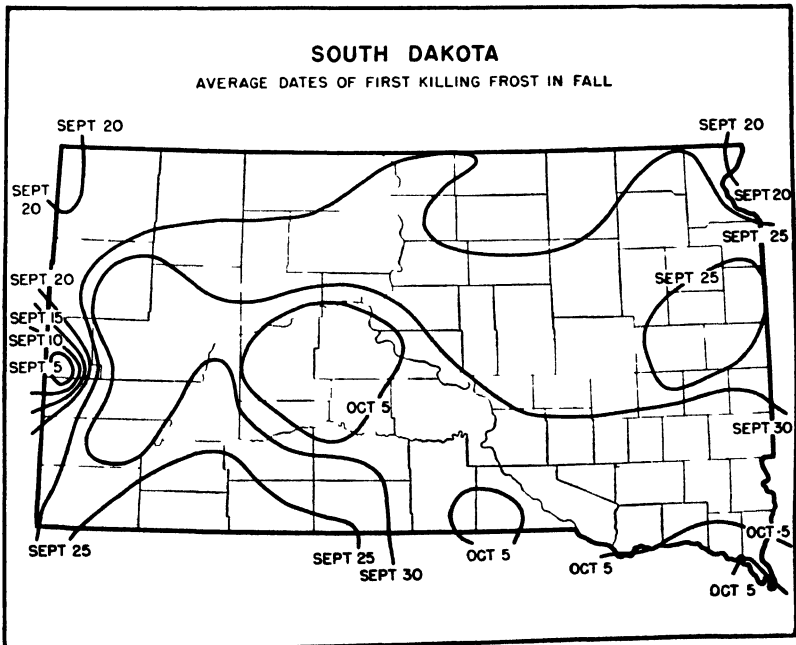 SOUTH DAKOTA
AVERAGE DATES OF FIRST KILLING FROST IN FALL
SEPT 20
SEPT 20
SEPT
20
SEPT 20
SEPT 25
SEPT 20
SEPT 25
SEPT 15
SEPT 10
SEPT 5
OCT 5
SEPT 30
OCT 5
SEPT 25
SEPT 25
OCT 5
OCT 5
SEPT 30
OCT 5